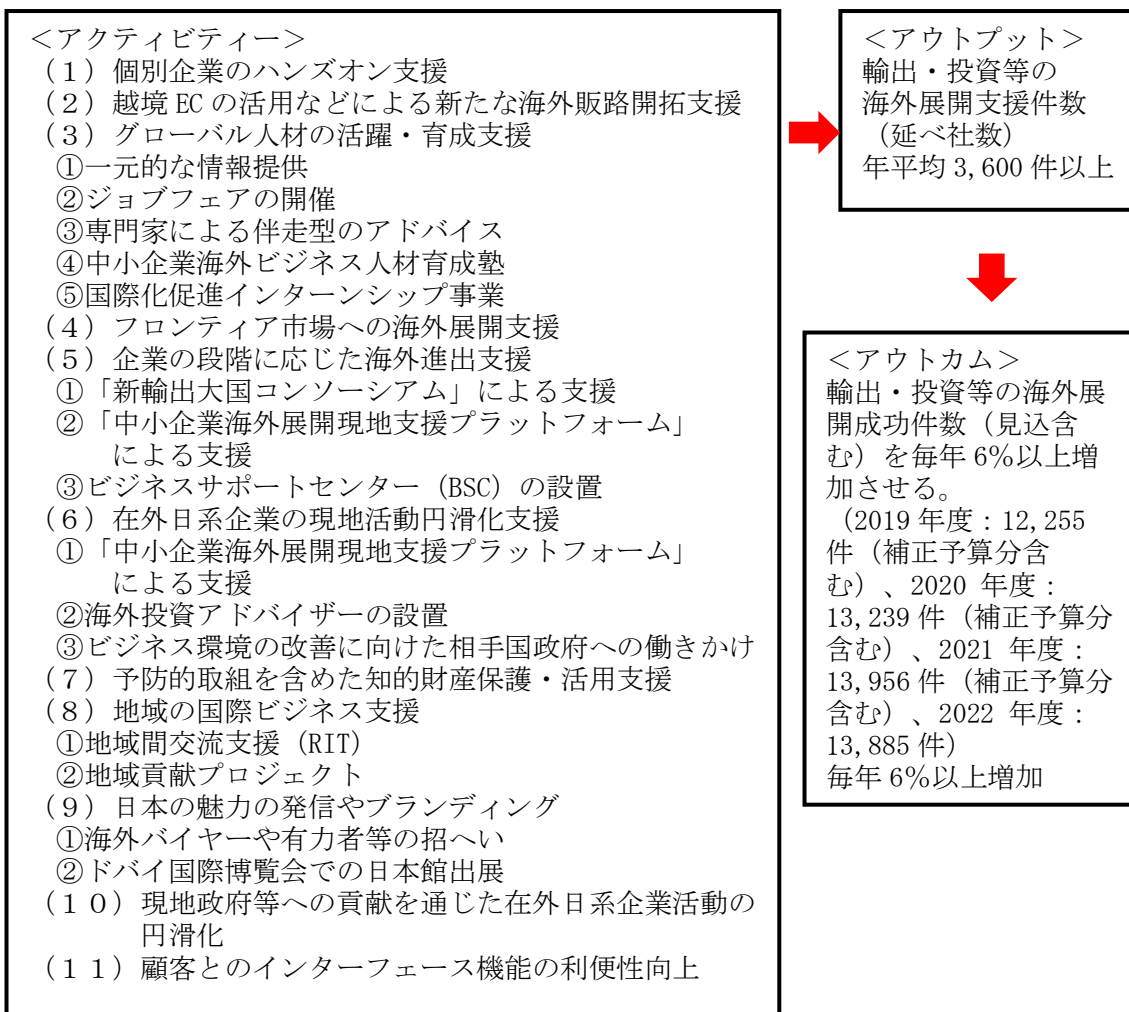 ＜アクティビティー＞
（１）個別企業のハンズオン支援
（２）越境 EC の活用などによる新たな海外販路開拓支援
（３）グローバル人材の活躍・育成支援
①一元的な情報提供
②ジョブフェアの開催
③専門家による伴走型のアドバイス
④中小企業海外ビジネス人材育成塾
⑤国際化促進インターンシップ事業
（４）フロンティア市場への海外展開支援
（５）企業の段階に応じた海外進出支援
①「新輸出大国コンソーシアム」による支援
②「中小企業海外展開現地支援プラットフォーム」
による支援
③ビジネスサポートセンター（BSC）の設置
（６）在外日系企業の現地活動円滑化支援
①「中小企業海外展開現地支援プラットフォーム」
による支援
②海外投資アドバイザーの設置
③ビジネス環境の改善に向けた相手国政府への働きかけ
（７）予防的取組を含めた知的財産保護・活用支援
（８）地域の国際ビジネス支援
①地域間交流支援（RIT）
②地域貢献プロジェクト
（９）日本の魅力の発信やブランディング
①海外バイヤーや有力者等の招へい
②ドバイ国際博覧会での日本館出展
（１０）現地政府等への貢献を通じた在外日系企業活動の
円滑化
（１１）顧客とのインターフェース機能の利便性向上
＜アウトプット＞
輸出・投資等の
海外展開支援件数
（延べ社数）
年平均 3,600 件以上
＜アウトカム＞
輸出・投資等の海外展
開成功件数（見込含
む）を毎年 6％以上増
加させる。
（2019 年度：12,255
件（補正予算分含
む）、2020 年度：
13,239 件（補正予算分
含む）、2021 年度：
13,956 件（補正予算分
含む）、2022 年度：
13,885 件）
毎年 6％以上増加